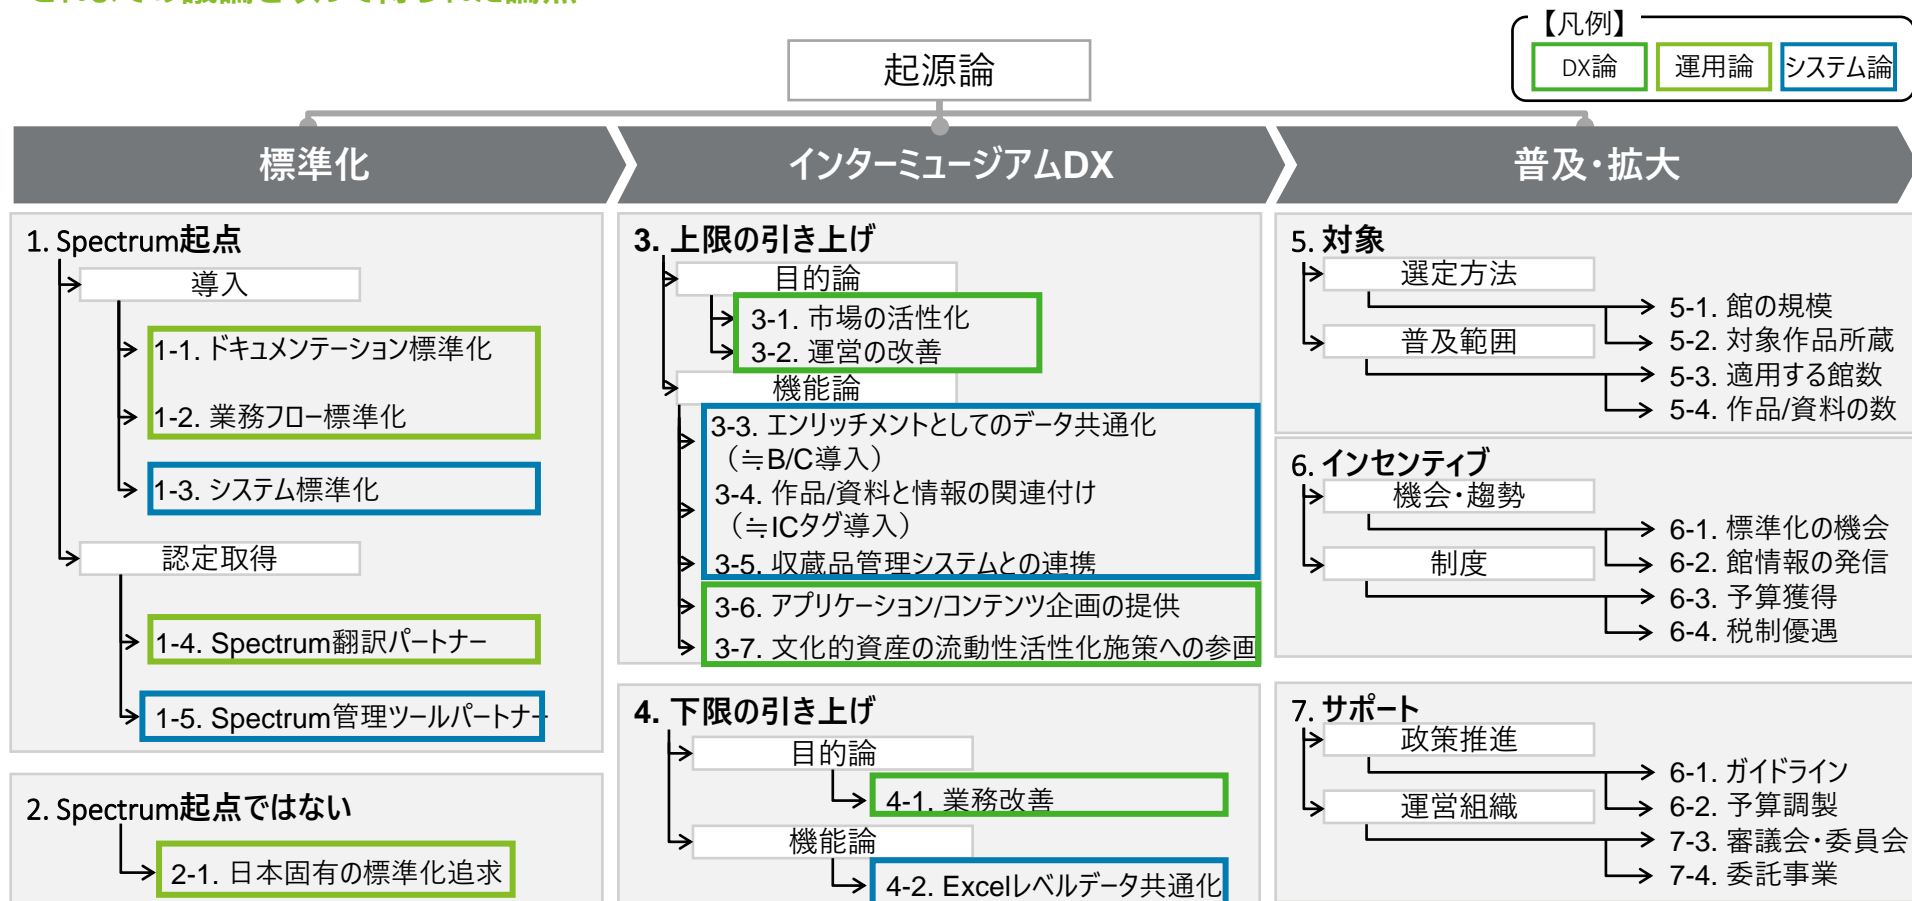 【凡例】
DX論
運用論
システム論
起源論
標準化
インターミュージアムDX
普及・拡大
1. Spectrum起点
導入
1-1. ドキュメンテーション標準化
1-2. 業務フロー標準化
1-3. システム標準化
認定取得
1-4. Spectrum翻訳パートナー
1-5. Spectrum管理ツールパートナー
2. Spectrum起点ではない
2-1. 日本固有の標準化追求
3. 上限の引き上げ
目的論
3-1. 市場の活性化
3-2. 運営の改善
機能論
3-3. エンリッチメントとしてのデータ共通化
（≒B/C導入）
3-4. 作品/資料と情報の関連付け
（≒ICタグ導入）
3-5. 収蔵品管理システムとの連携
3-6. アプリケーション/コンテンツ企画の提供
3-7. 文化的資産の流動性活性化施策への参画
4. 下限の引き上げ
目的論
4-1. 業務改善
機能論
4-2. Excelレベルデータ共通化
5. 対象
選定方法
5-1. 館の規模
5-2. 対象作品所蔵
普及範囲
5-3. 適用する館数
5-4. 作品/資料の数
6. インセンティブ
機会・趨勢
6-1. 標準化の機会
6-2. 館情報の発信
制度
6-3. 予算獲得
6-4. 税制優遇
7. サポート
政策推進
6-1. ガイドライン
6-2. 予算調製
運営組織
7-3. 審議会・委員会
7-4. 委託事業